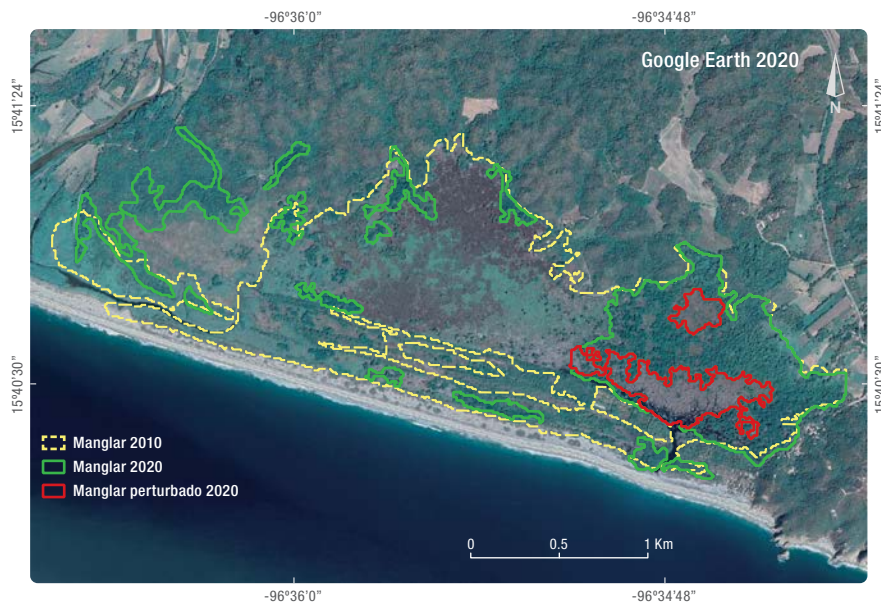 -96°36’0” -96°34’48”
Google Earth 2020
15°41’24” 15°41’24”
N
15°40’30” 15°40’30”
Manglar 2010
Manglar 2020
Manglar perturbado 2020
0 0.5 1 Km
-96°36’0” -96°34’48”